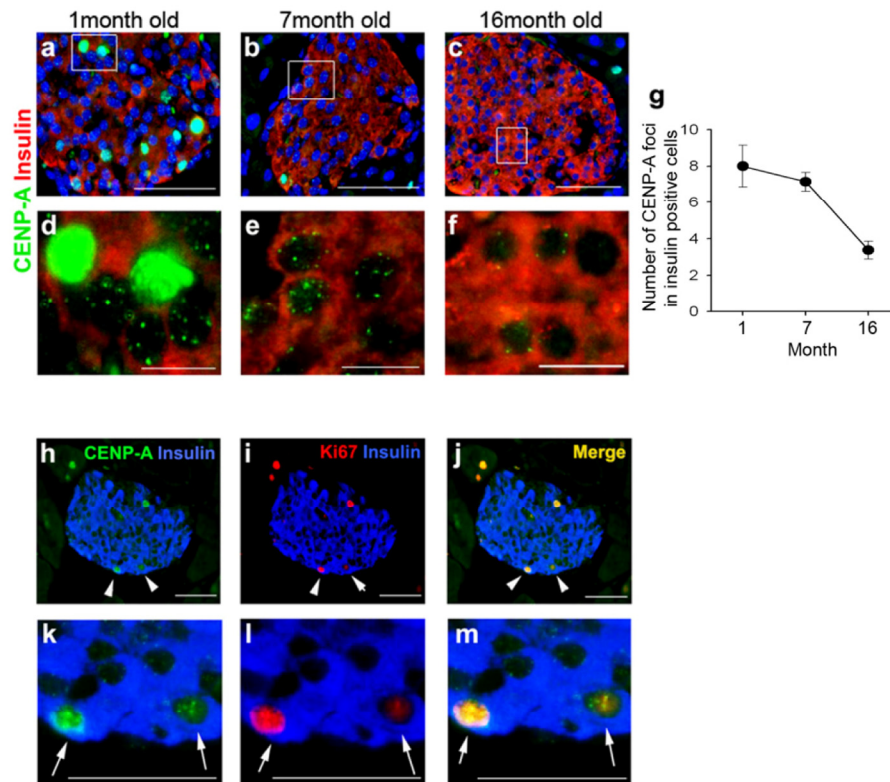 1month old
7month old
16month old
CENP-A Insulin
a
b
c
d
e
f
g
Number of CENP-A foci
in insulin positive cells
10
8
6
4
2
0
1
7
16
Month
h
CENP-A Insulin
i
Ki67 Insulin
j
Merge
k
l
m